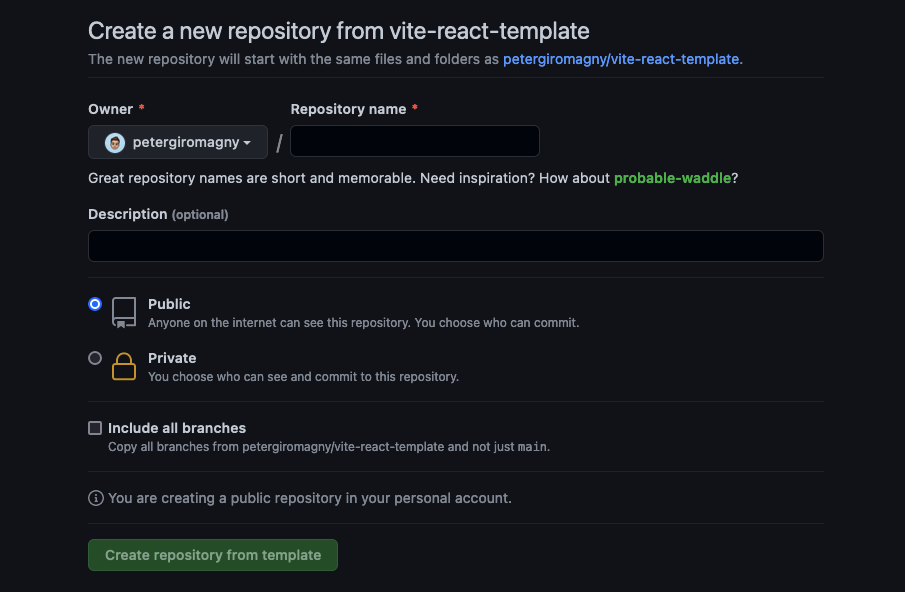 Create a new repository from vite-react-template
The new repository will start with the same files and folders as petergiromagny/vite-react-template.
Owner * Repository name *
petergiromagny /
Great repository names are short and memorable. Need inspiration? How about probable-waddle?
Description (optional)
Public
Anyone on the internet can see this repository. You choose who can commit.
Private
You choose who can see and commit to this repository.
Include all branches
Copy all branches from petergiromagny/vite-react-template and not just main.
You are creating a public repository in your personal account.
Create repository from template